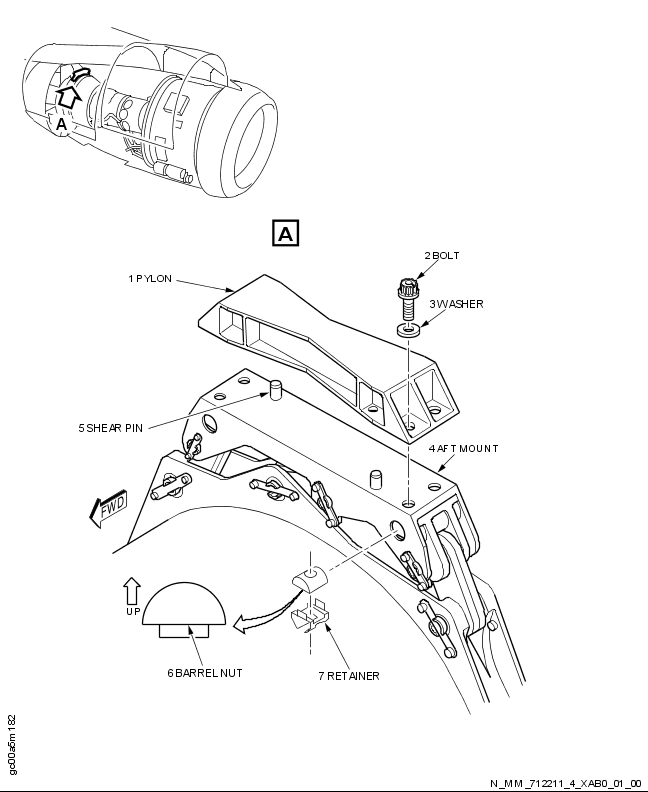 A
A
2 BOLT
1 PYLON
3 WASHER
5 SHEAR PIN
4 AFT MOUNT
FWD
UP
6 BARREL NUT
7 RETAINER
gc00a5m182
N_MM_712211_4_XAB0_01_00